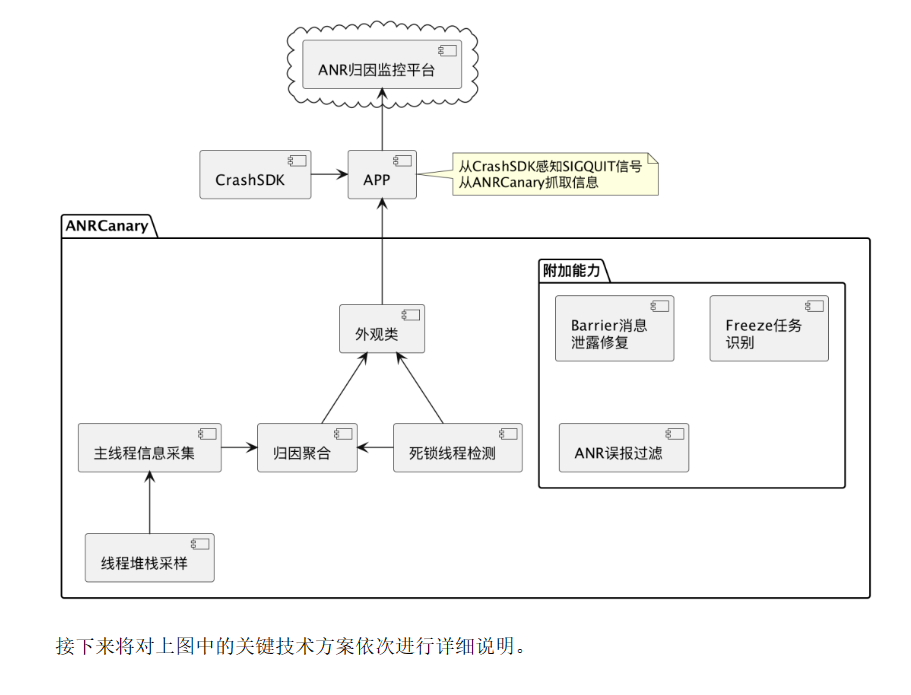 ANR归因监控平台
CrashSDK
APP
从CrashSDK感知SIGQUIT信号
从ANRCanary抓取信息
ANRCanary
附加能力
Barrier消息
泄露修复
Freeze任务
识别
外观类
主线程信息采集
归因聚合
死锁线程检测
ANR误报过滤
线程堆栈采样
接下来将对上图中的关键技术方案依次进行详细说明。